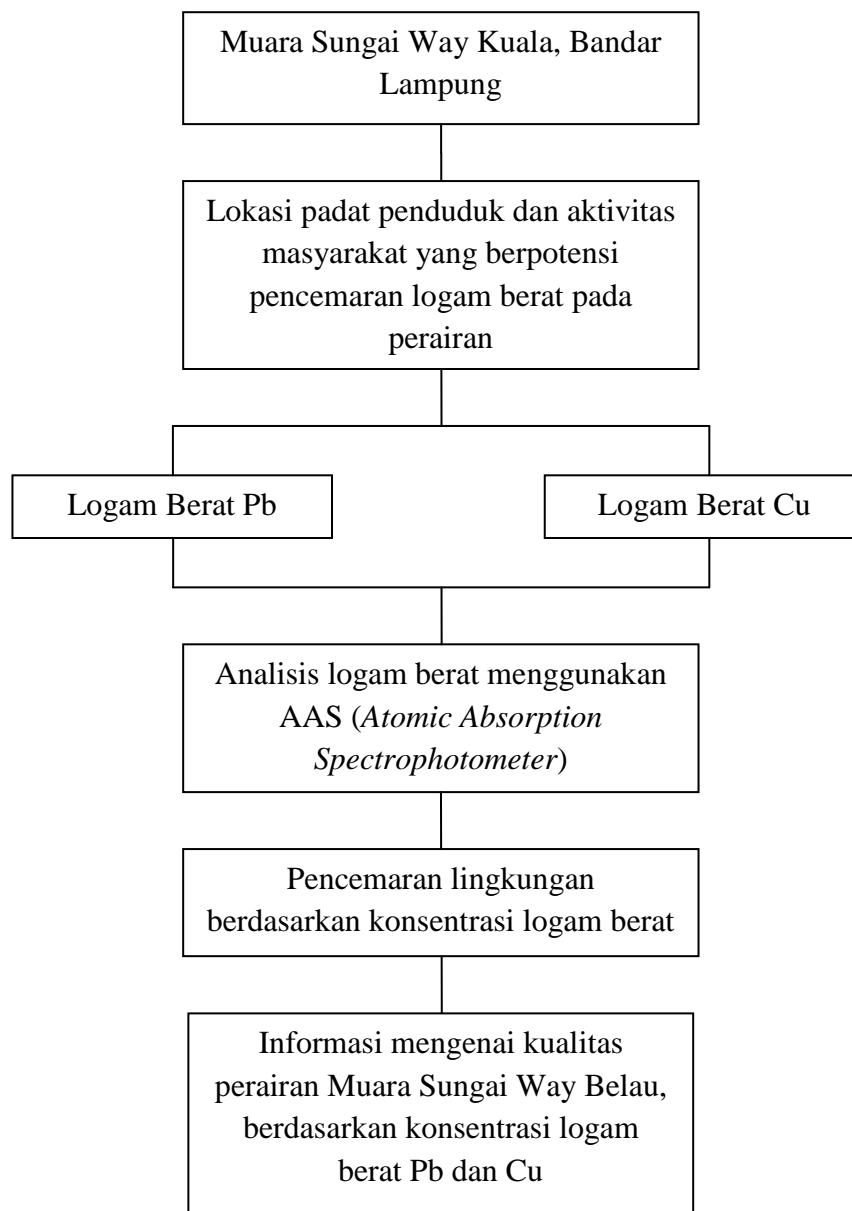 Muara Sungai Way Kuala, Bandar
Lampung
Lokasi padat penduduk dan aktivitas
masyarakat yang berpotensi
pencemaran logam berat pada
perairan
Logam Berat Pb
Logam Berat Cu
Analisis logam berat menggunakan
AAS (Atomic Absorption
Spectrophotometer)
Pencemaran lingkungan
berdasarkan konsentrasi logam berat
Informasi mengenai kualitas
perairan Muara Sungai Way Belau,
berdasarkan konsentrasi logam
berat Pb dan Cu